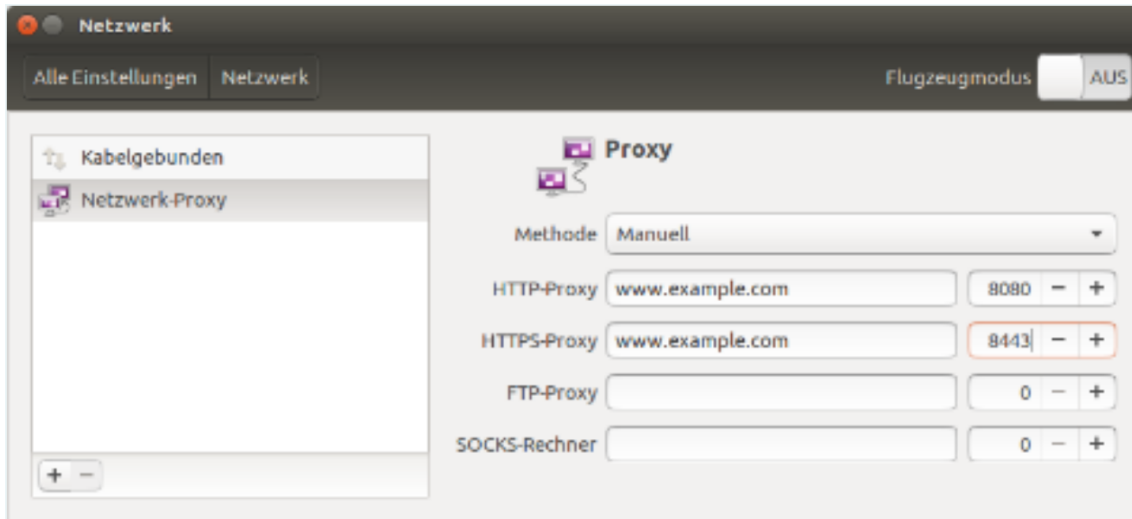 Netzwerk
Alle Einstellungen Netzwerk Flugzeugmodus AUS
Kabelgebunden
Netzwerk-Proxy
Proxy
Methode Manuell
HTTP-Proxy www.example.com 8080 − +
HTTPS-Proxy www.example.com 8443 − +
FTP-Proxy 0 − +
SOCKS-Rechner 0 − +
+ −